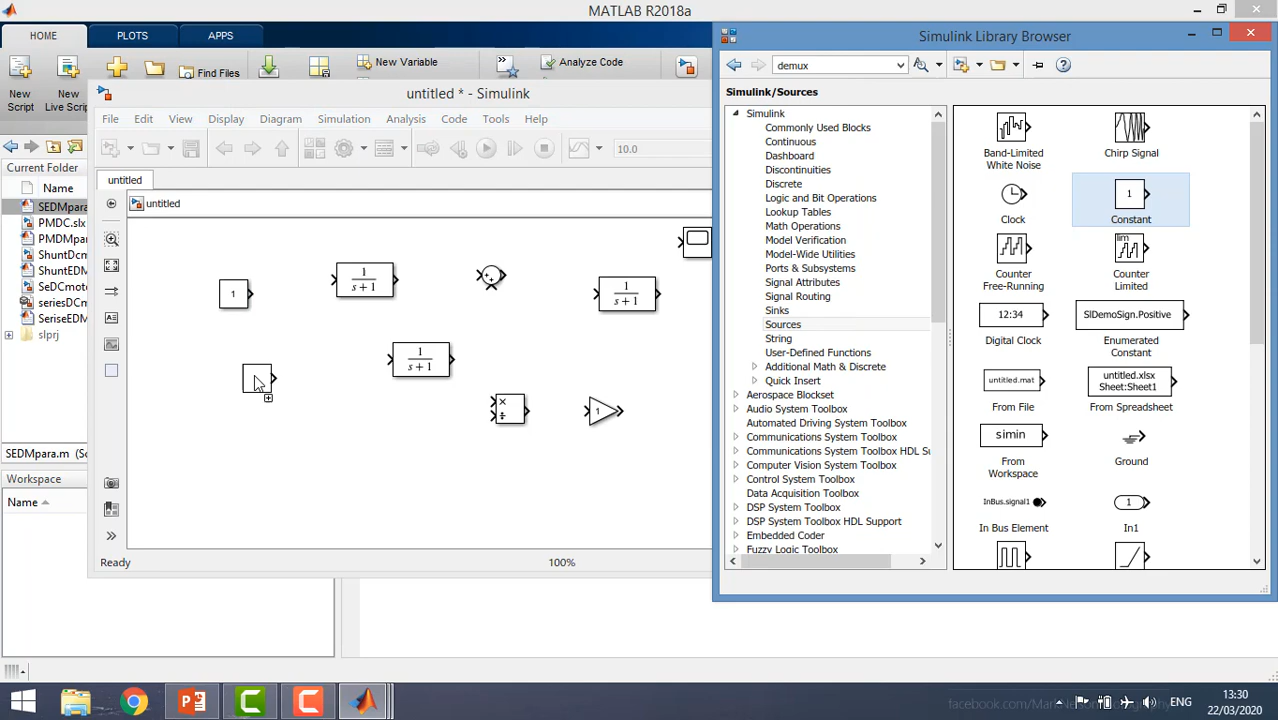 MATLAB R2018a
HOME
PLOTS
APPS
New Script
New Live Script
Find Files
New Variable
Analyze Code
Current Folder
Name
SEDMpara.m
PMDC.slx
ShuntDcm
seriesDCm
slprj
SEDMpara.m
Workspace
Name
untitled * - Simulink
File Edit View Display Diagram Simulation Analysis Code Tools Help
10.0
untitled
untitled
1
1
s+1
1
s+1
1
s+1
×
÷
1
Ready
100%
Simulink Library Browser
demux
Simulink/Sources
Simulink
Commonly Used Blocks
Continuous
Dashboard
Discontinuities
Discrete
Logic and Bit Operations
Lookup Tables
Math Operations
Model Verification
Model-Wide Utilities
Ports & Subsystems
Signal Attributes
Signal Routing
Sinks
Sources
String
User-Defined Functions
Additional Math & Discrete
Quick Insert
Aerospace Blockset
Audio System Toolbox
Automated Driving System Toolbox
Communications System Toolbox
Communications System Toolbox HDL Su
Computer Vision System Toolbox
Control System Toolbox
Data Acquisition Toolbox
DSP System Toolbox
DSP System Toolbox HDL Support
Embedded Coder
Fuzzy Logic Toolbox
Band-Limited White Noise
Chirp Signal
Clock
1
Constant
Counter Free-Running
lim
Counter Limited
12:34
Digital Clock
SlDemoSign.Positive
Enumerated Constant
untitled.mat
From File
untitled.xlsx
Sheet:Sheet1
From Spreadsheet
simin
From Workspace
Ground
InBus.signal1
In Bus Element
1
In1
ENG
13:30
22/03/2020